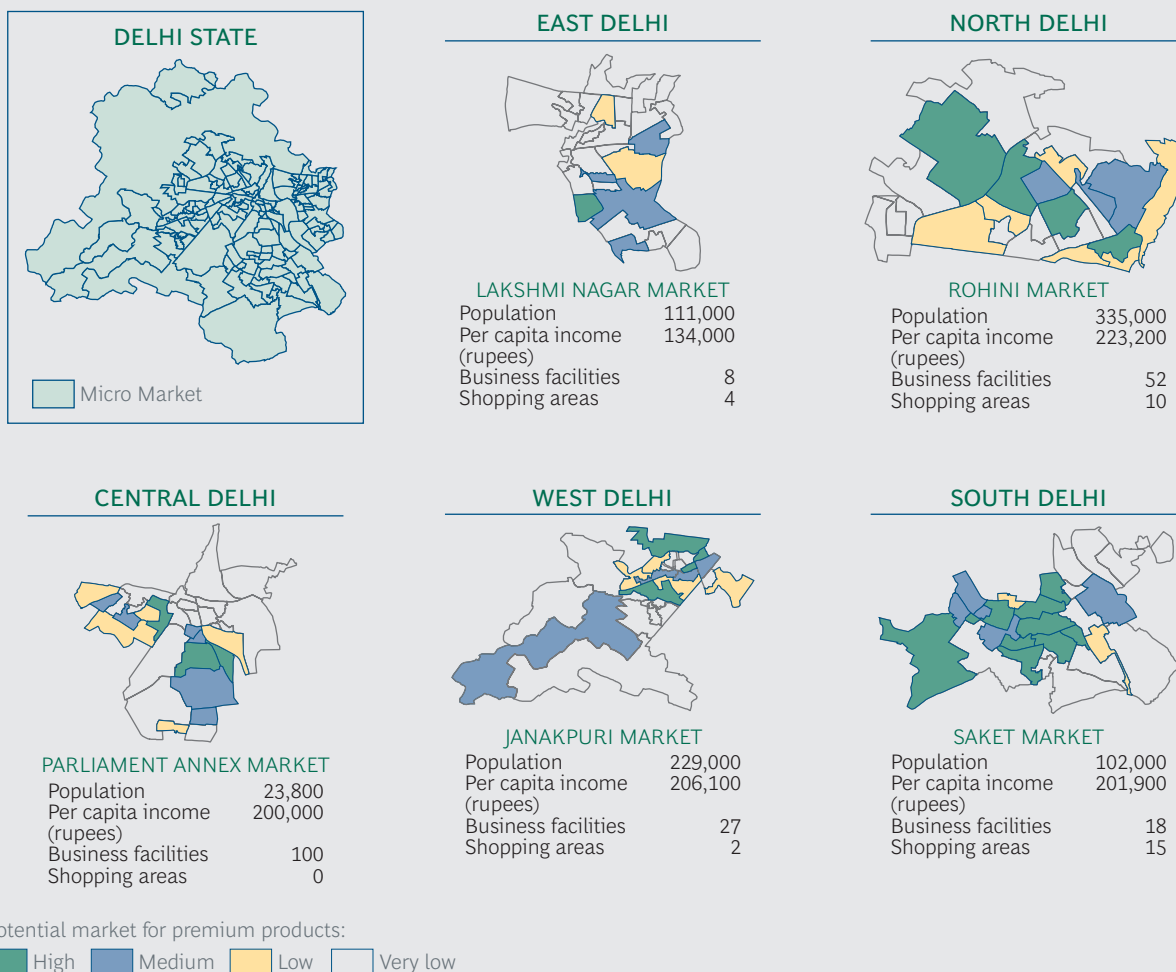 DELHI STATE
Micro Market
EAST DELHI
LAKSHMI NAGAR MARKET
Population 111,000
Per capita income 134,000
(rupees)
Business facilities 8
Shopping areas 4
NORTH DELHI
ROHINI MARKET
Population 335,000
Per capita income 223,200
(rupees)
Business facilities 52
Shopping areas 10
CENTRAL DELHI
PARLIAMENT ANNEX MARKET
Population 23,800
Per capita income 200,000
(rupees)
Business facilities 100
Shopping areas 0
WEST DELHI
JANAKPURI MARKET
Population 229,000
Per capita income 206,100
(rupees)
Business facilities 27
Shopping areas 2
SOUTH DELHI
SAKET MARKET
Population 102,000
Per capita income 201,900
(rupees)
Business facilities 18
Shopping areas 15
otential market for premium products:
High Medium Low Very low